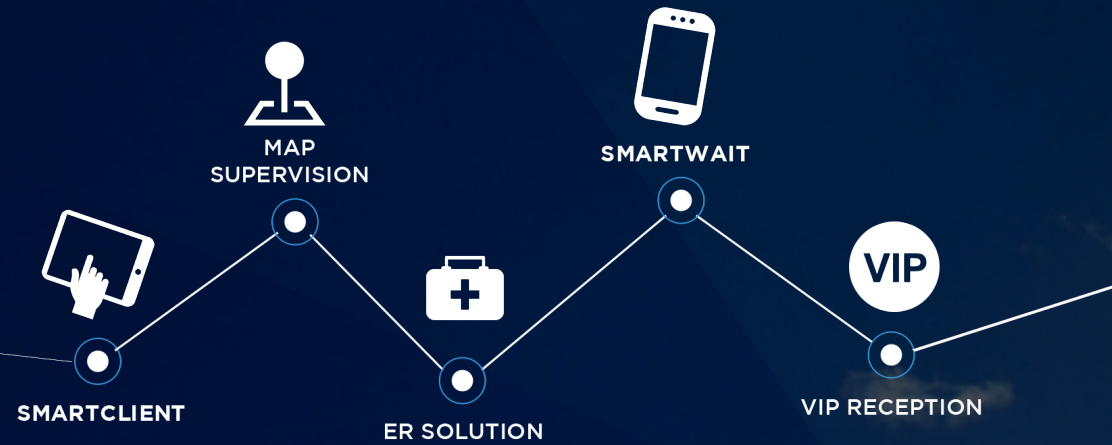 SMARTCLIENT
MAP
SUPERVISION
ER SOLUTION
SMARTWAIT
VIP
VIP RECEPTION